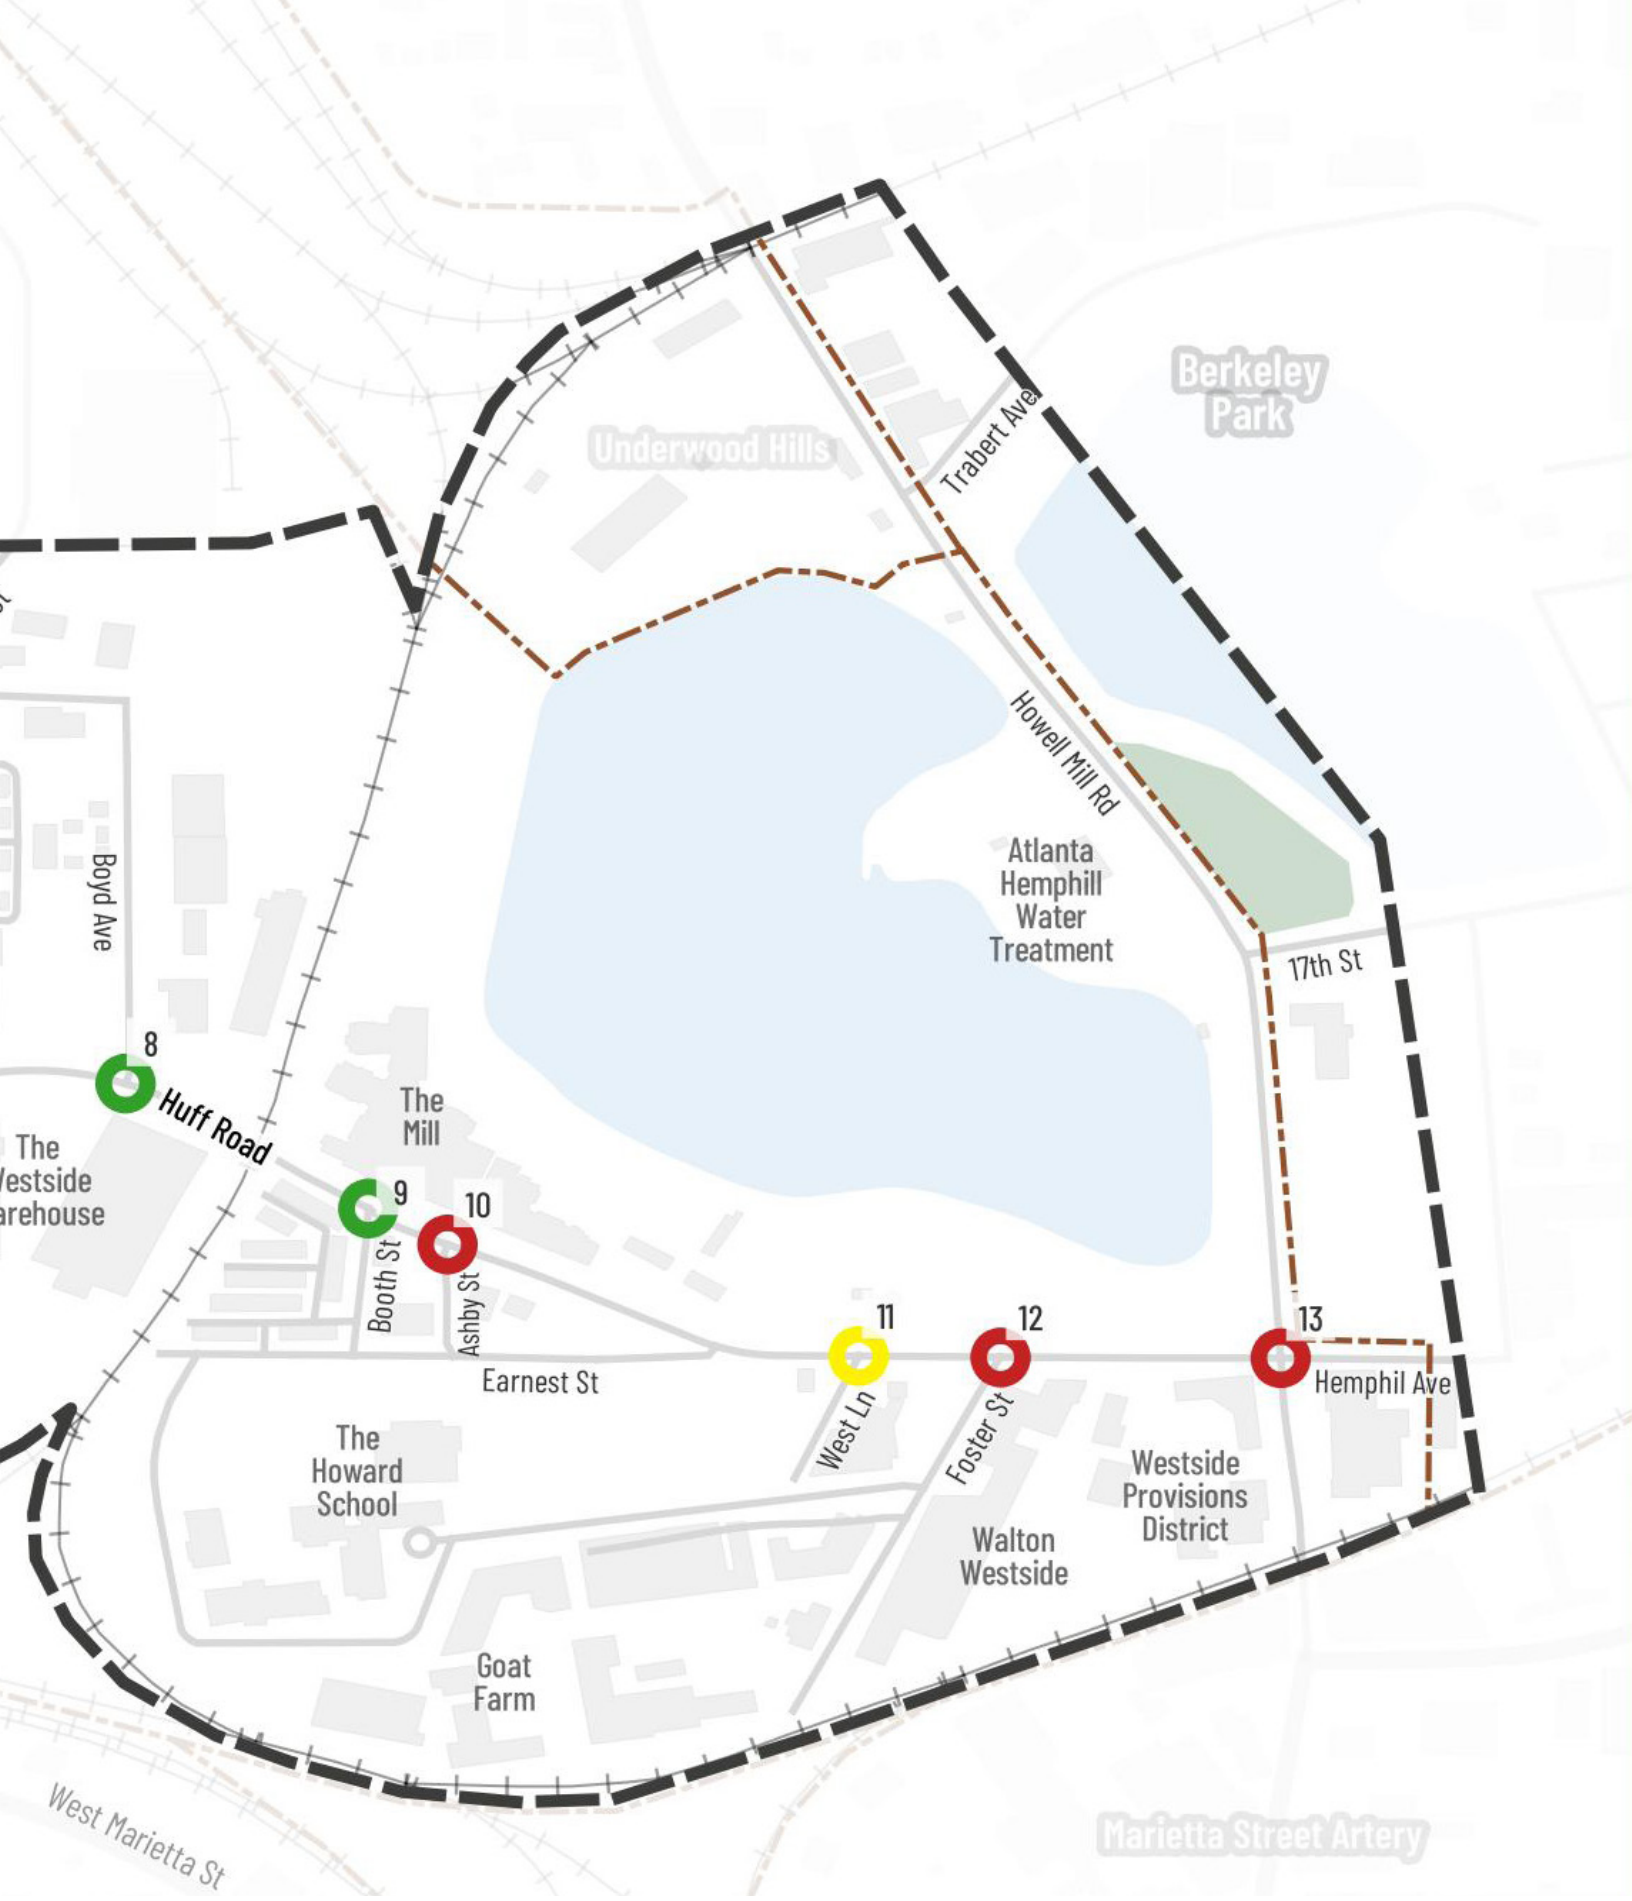 Berkeley
Park
Underwood Hills
Trabert Ave
Howell Mill Rd
Atlanta
Hemphill
Water
Treatment
17th St
Boyd Ave
8
Huff Road
The
Mill
The
Westside
9
10
Booth St
Ashby St
Earnest St
11
12
13
Hemphil Ave
West Ln
Foster St
The
Howard
School
Westside
Provisions
District
Walton
Westside
Goat
Farm
West Marietta St
Marietta Street Artery